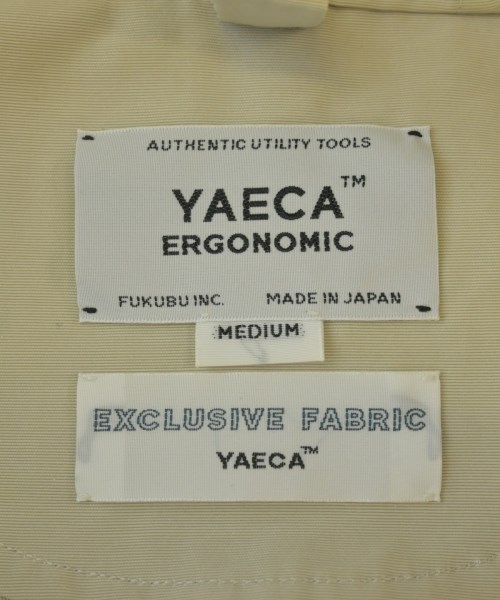 AUTHENTIC UTILITY TOOLS
YAECA™
ERGONOMIC
FUKUBU INC. MADE IN JAPAN
MEDIUM
EXCLUSIVE FABRIC
YAECA™